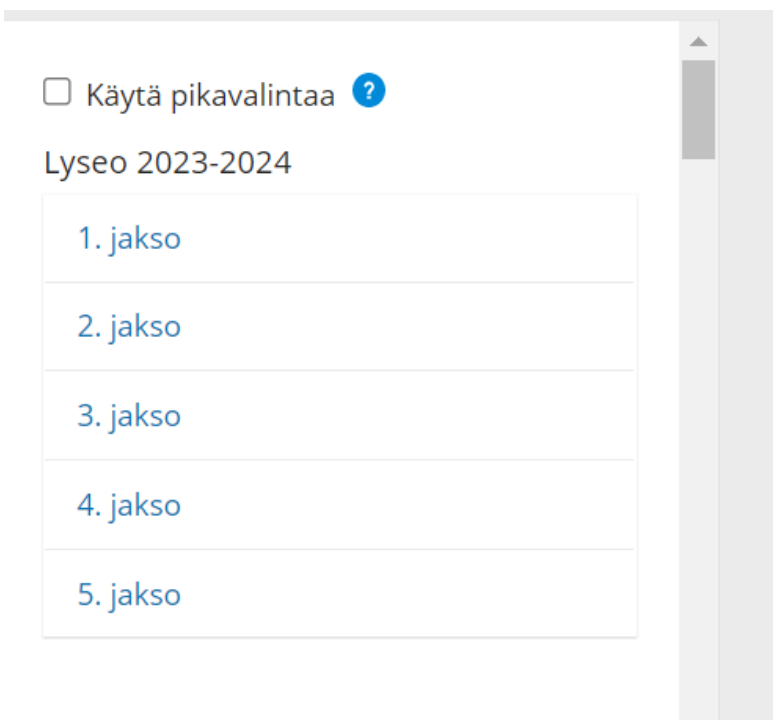 Käytä pikavalintaa ?
Lyseo 2023-2024
1. jakso
2. jakso
3. jakso
4. jakso
5. jakso